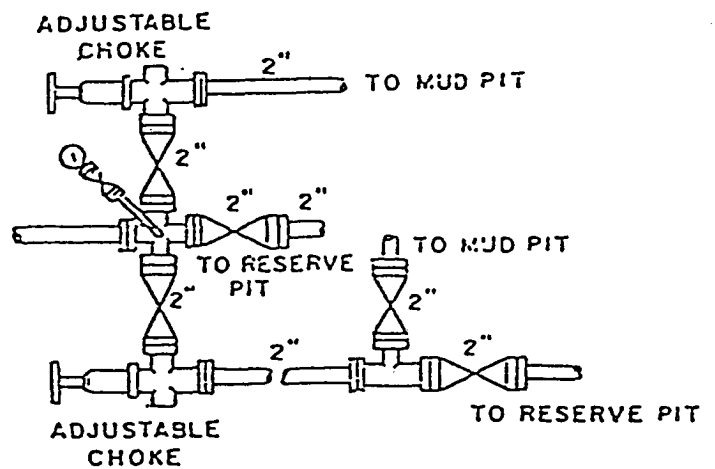 ADJUSTABLE
CHOKE
2"
TO MUD PIT
2"
2"
2"
TO RESERVE
PIT
TO MUD PIT
2"
2"
2"
2"
TO RESERVE PIT
ADJUSTABLE
CHOKE